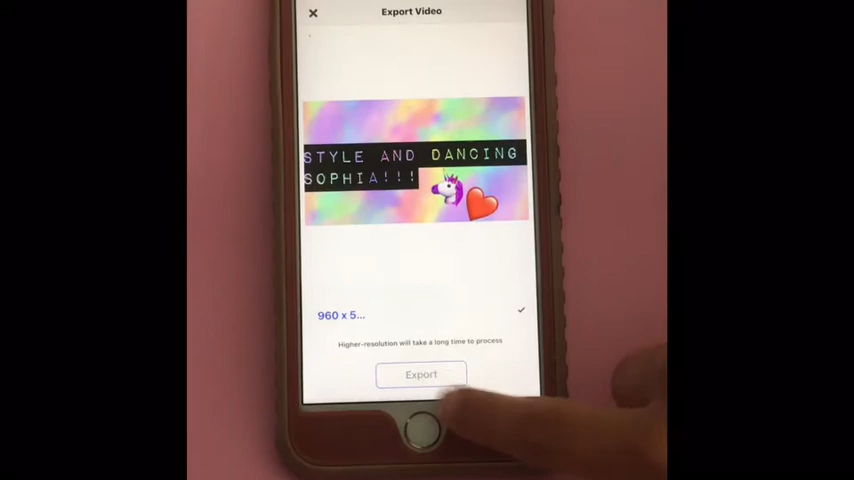 Export Video
STYLE AND DANCING
SOPHIA!!!
960 x 5...
Higher-resolution will take a long time to process
Export